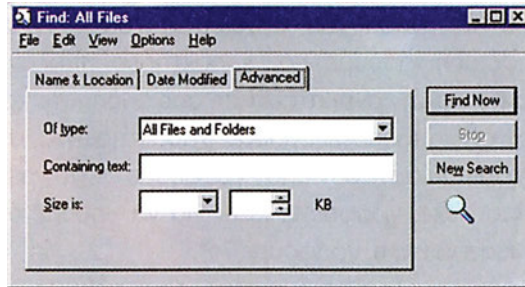 Find: All Files
File Edit View Options Help
Name & Location Date Modified Advanced
Find Now
Of type: All Files and Folders
Stop
Containing text:
New Search
Size is: KB